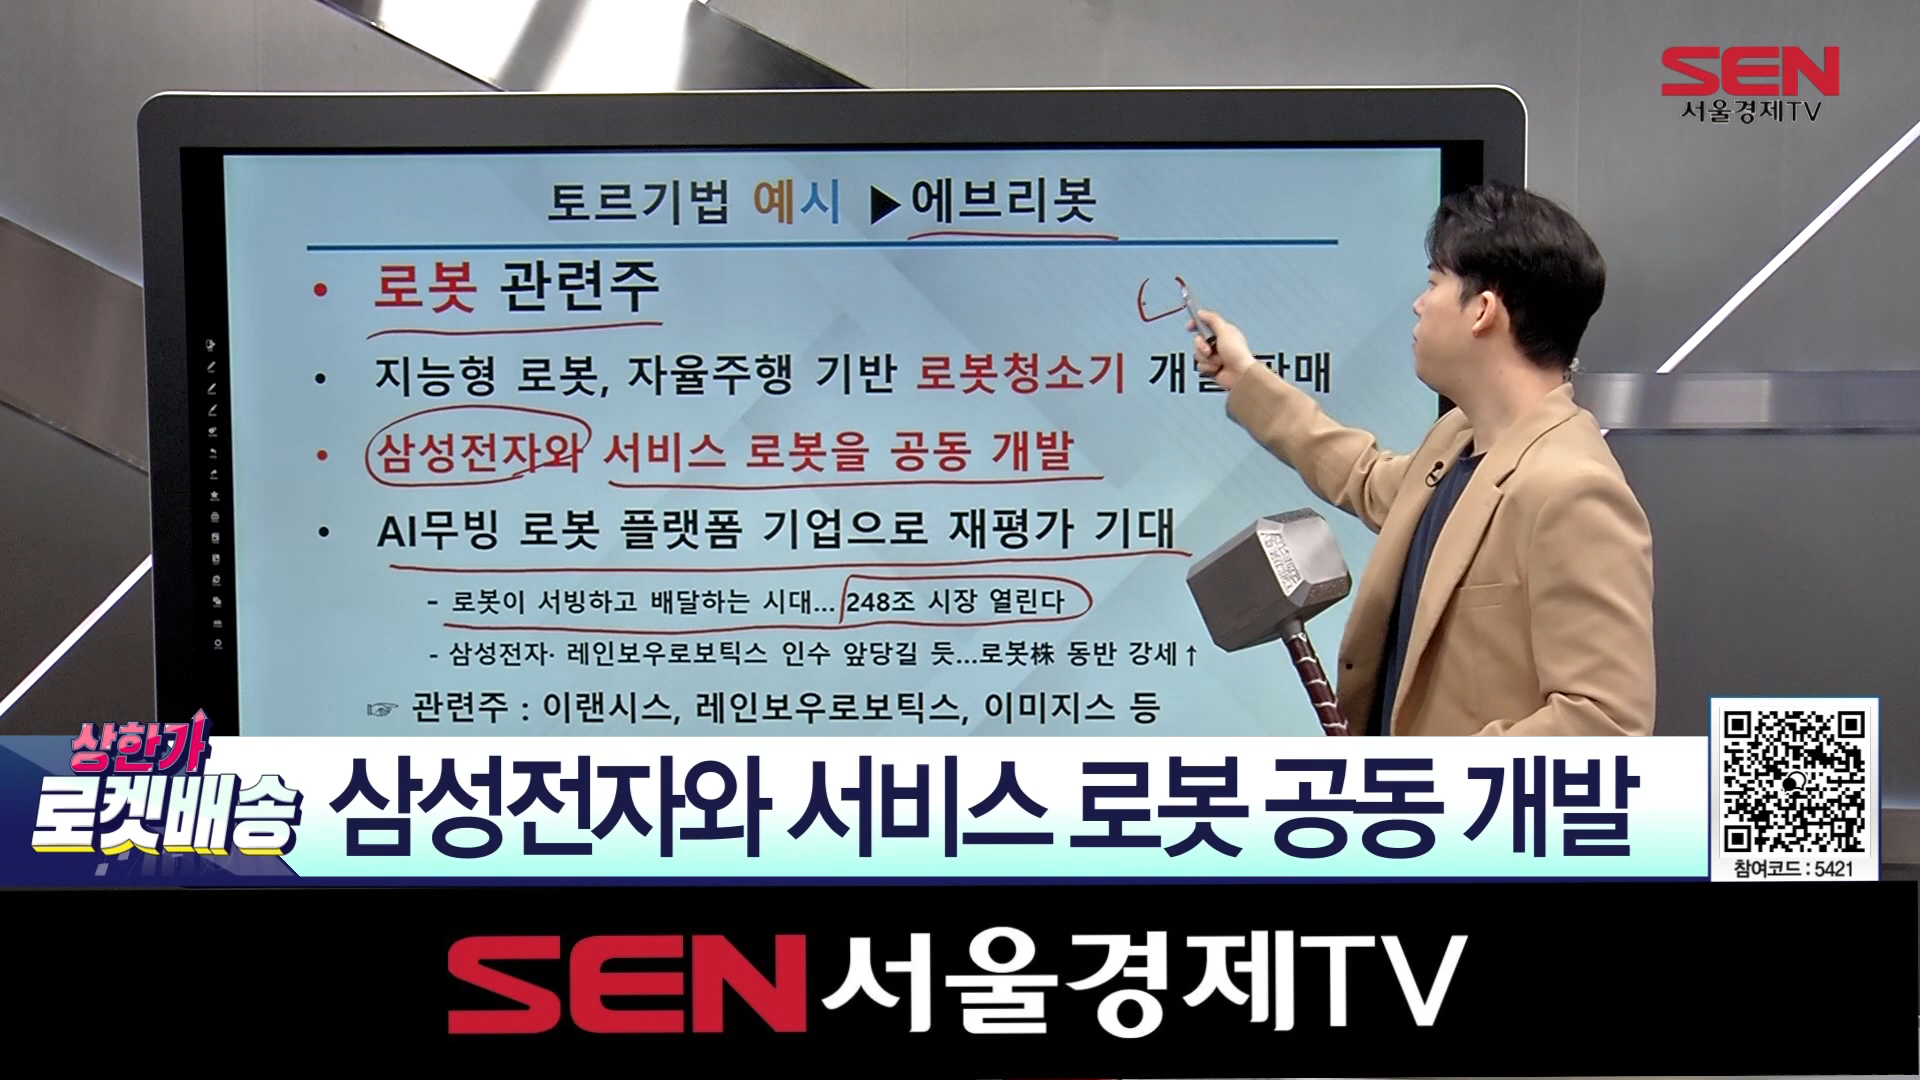 SEN
서울경제TV
토르기법 예시 ▶에브리봇
• 로봇 관련주
• 지능형 로봇, 자율주행 기반 로봇청소기 판매
• 삼성전자와 서비스 로봇을 공동 개발
• AI무빙 로봇 플랫폼 기업으로 재평가 기대
- 로봇이 서빙하고 배달하는 시대... 248조 시장 열린다
- 삼성전자· 레인보우로보틱스 인수 앞당길 듯...로봇株 동반 강세↑
☞ 관련주 : 이랜시스, 레인보우로보틱스, 이미지스 등
상한가
로켓배송
삼성전자와 서비스 로봇 공동 개발
참여코드 : 5421
SEN서울경제TV